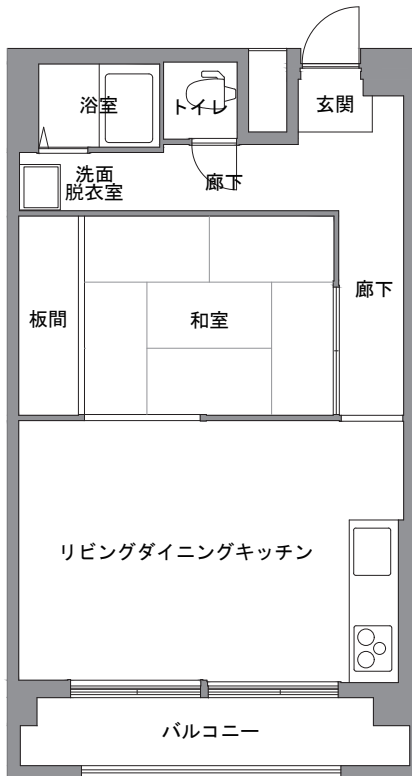 浴室
トイレ
玄関
洗面
脱衣室
廊下
板間
和室
廊下
リビングダイニングキッチン
バルコニー